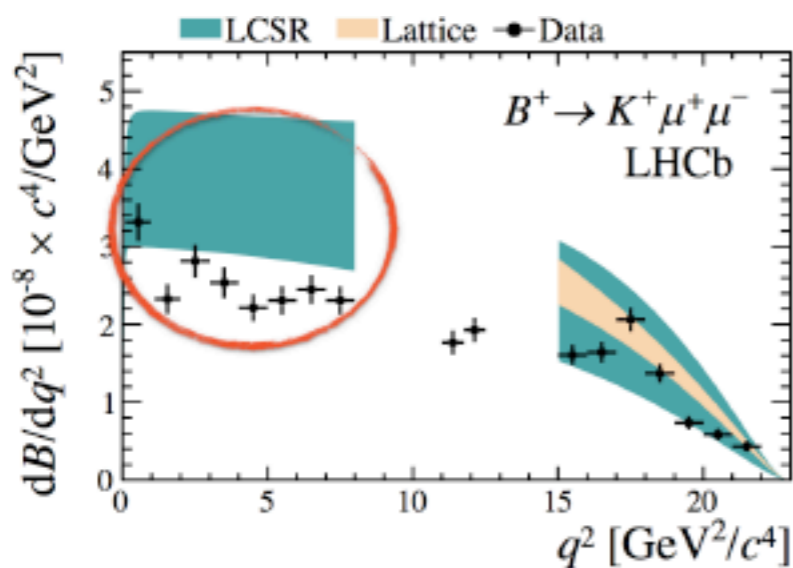 LCSR Lattice Data
B⁺ → K⁺μ⁺μ⁻
LHCb
dB/dq² [10⁻⁸ × c⁴/GeV²]
5
4
3
2
1
0
0 5 10 15 20
q² [GeV²/c⁴]